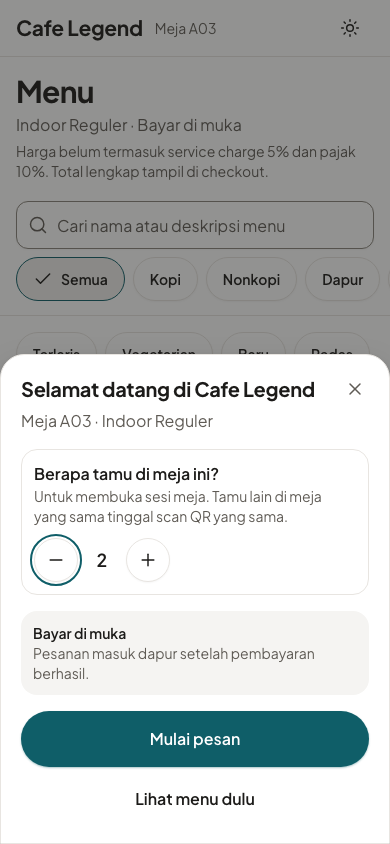 Cafe Legend Meja A03
Menu
Indoor Reguler · Bayar di muka
Harga belum termasuk service charge 5% dan pajak
10%. Total lengkap tampil di checkout.
Cari nama atau deskripsi menu
Semua Kopi Nonkopi Dapur
Terlaris Vegetarian Baru Pedas
Selamat datang di Cafe Legend
Meja A03 · Indoor Reguler
Berapa tamu di meja ini?
Untuk membuka sesi meja. Tamu lain di meja
yang sama tinggal scan QR yang sama.
2
Bayar di muka
Pesanan masuk dapur setelah pembayaran
berhasil.
Mulai pesan
Lihat menu dulu